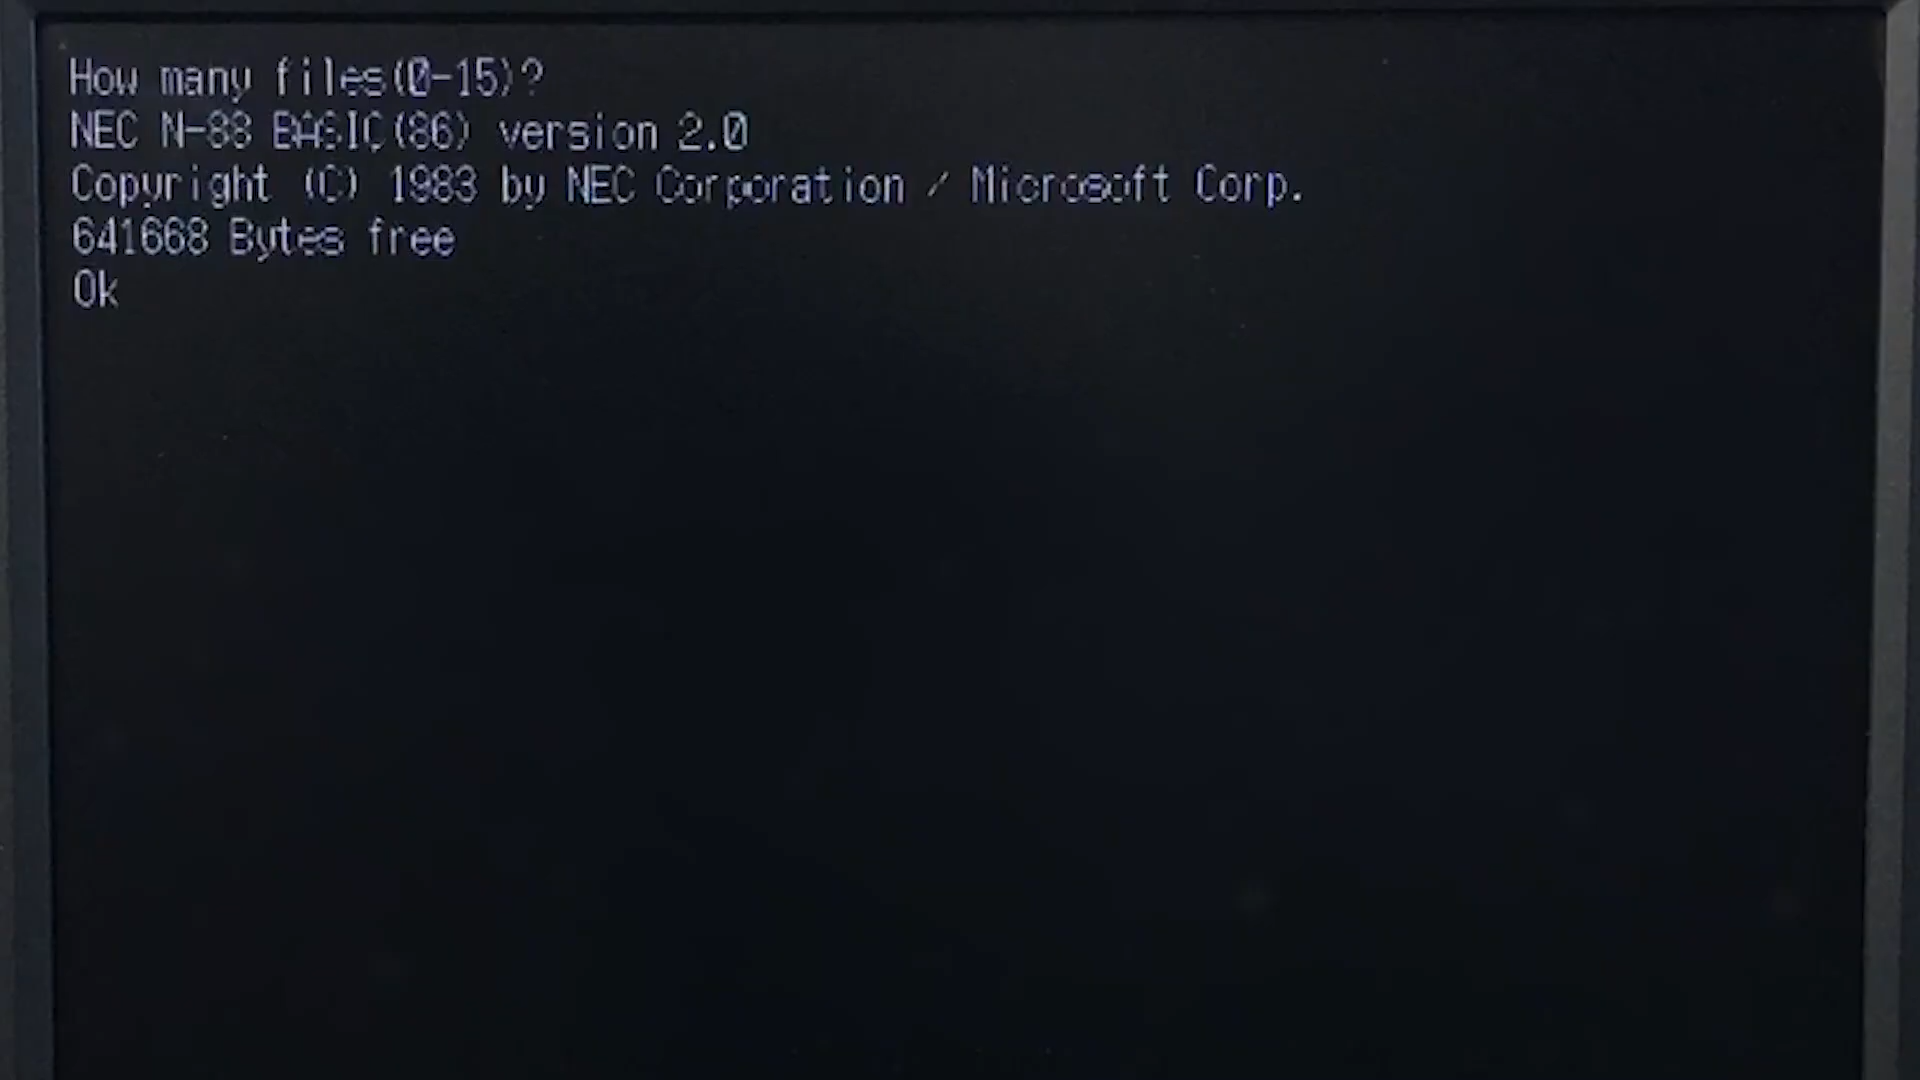 How many files(0-15)?
NEC N-88 BASIC(86) version 2.0
Copyright (C) 1983 by NEC Corporation / Microsoft Corp.
641668 Bytes free
Ok